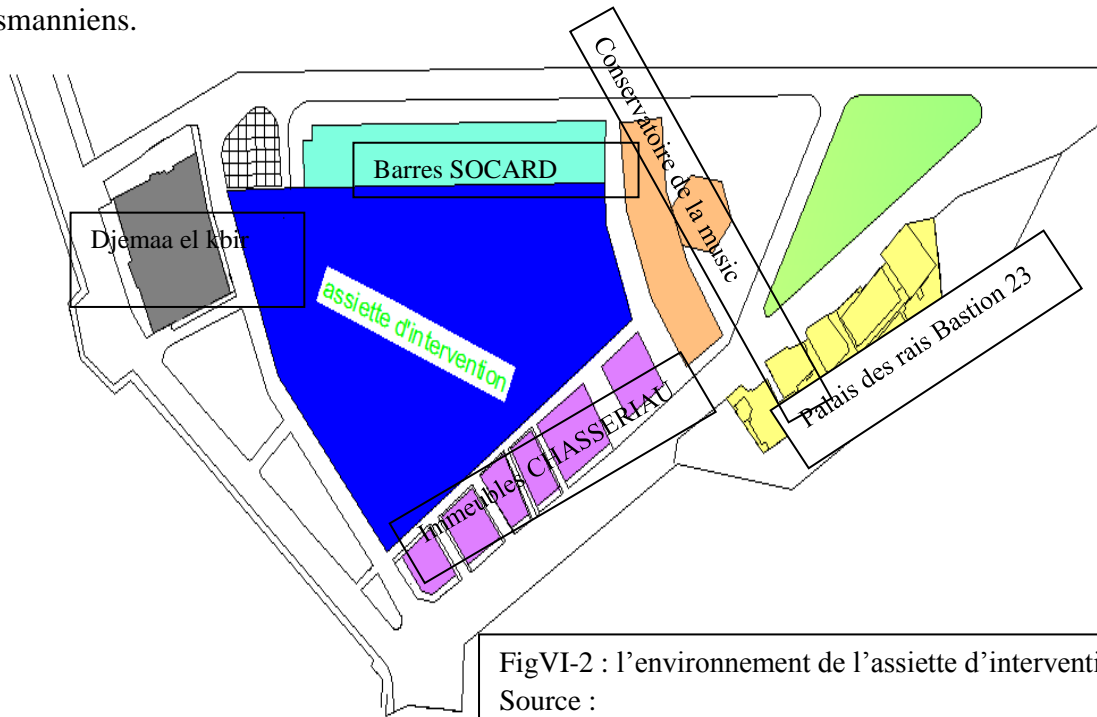 smanniens.
Conservatoire de la music
Barres SOCARD
Djemaa el kbir
assiette d'intervention
Palais des rais Bastion 23
Immeubles CHASSERIAU
FigVI-2 : l’environnement de l’assiette d’interventi
Source :